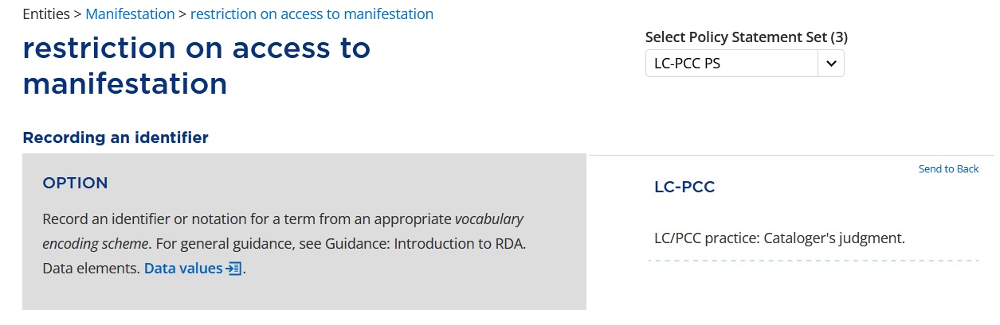 Entities > Manifestation > restriction on access to manifestation
restriction on access to
manifestation
Select Policy Statement Set (3)
LC-PCC PS
Recording an identifier
OPTION
Record an identifier or notation for a term from an appropriate vocabulary
encoding scheme. For general guidance, see Guidance: Introduction to RDA.
Data elements. Data values.
Send to Back
LC-PCC
LC/PCC practice: Cataloger's judgment.